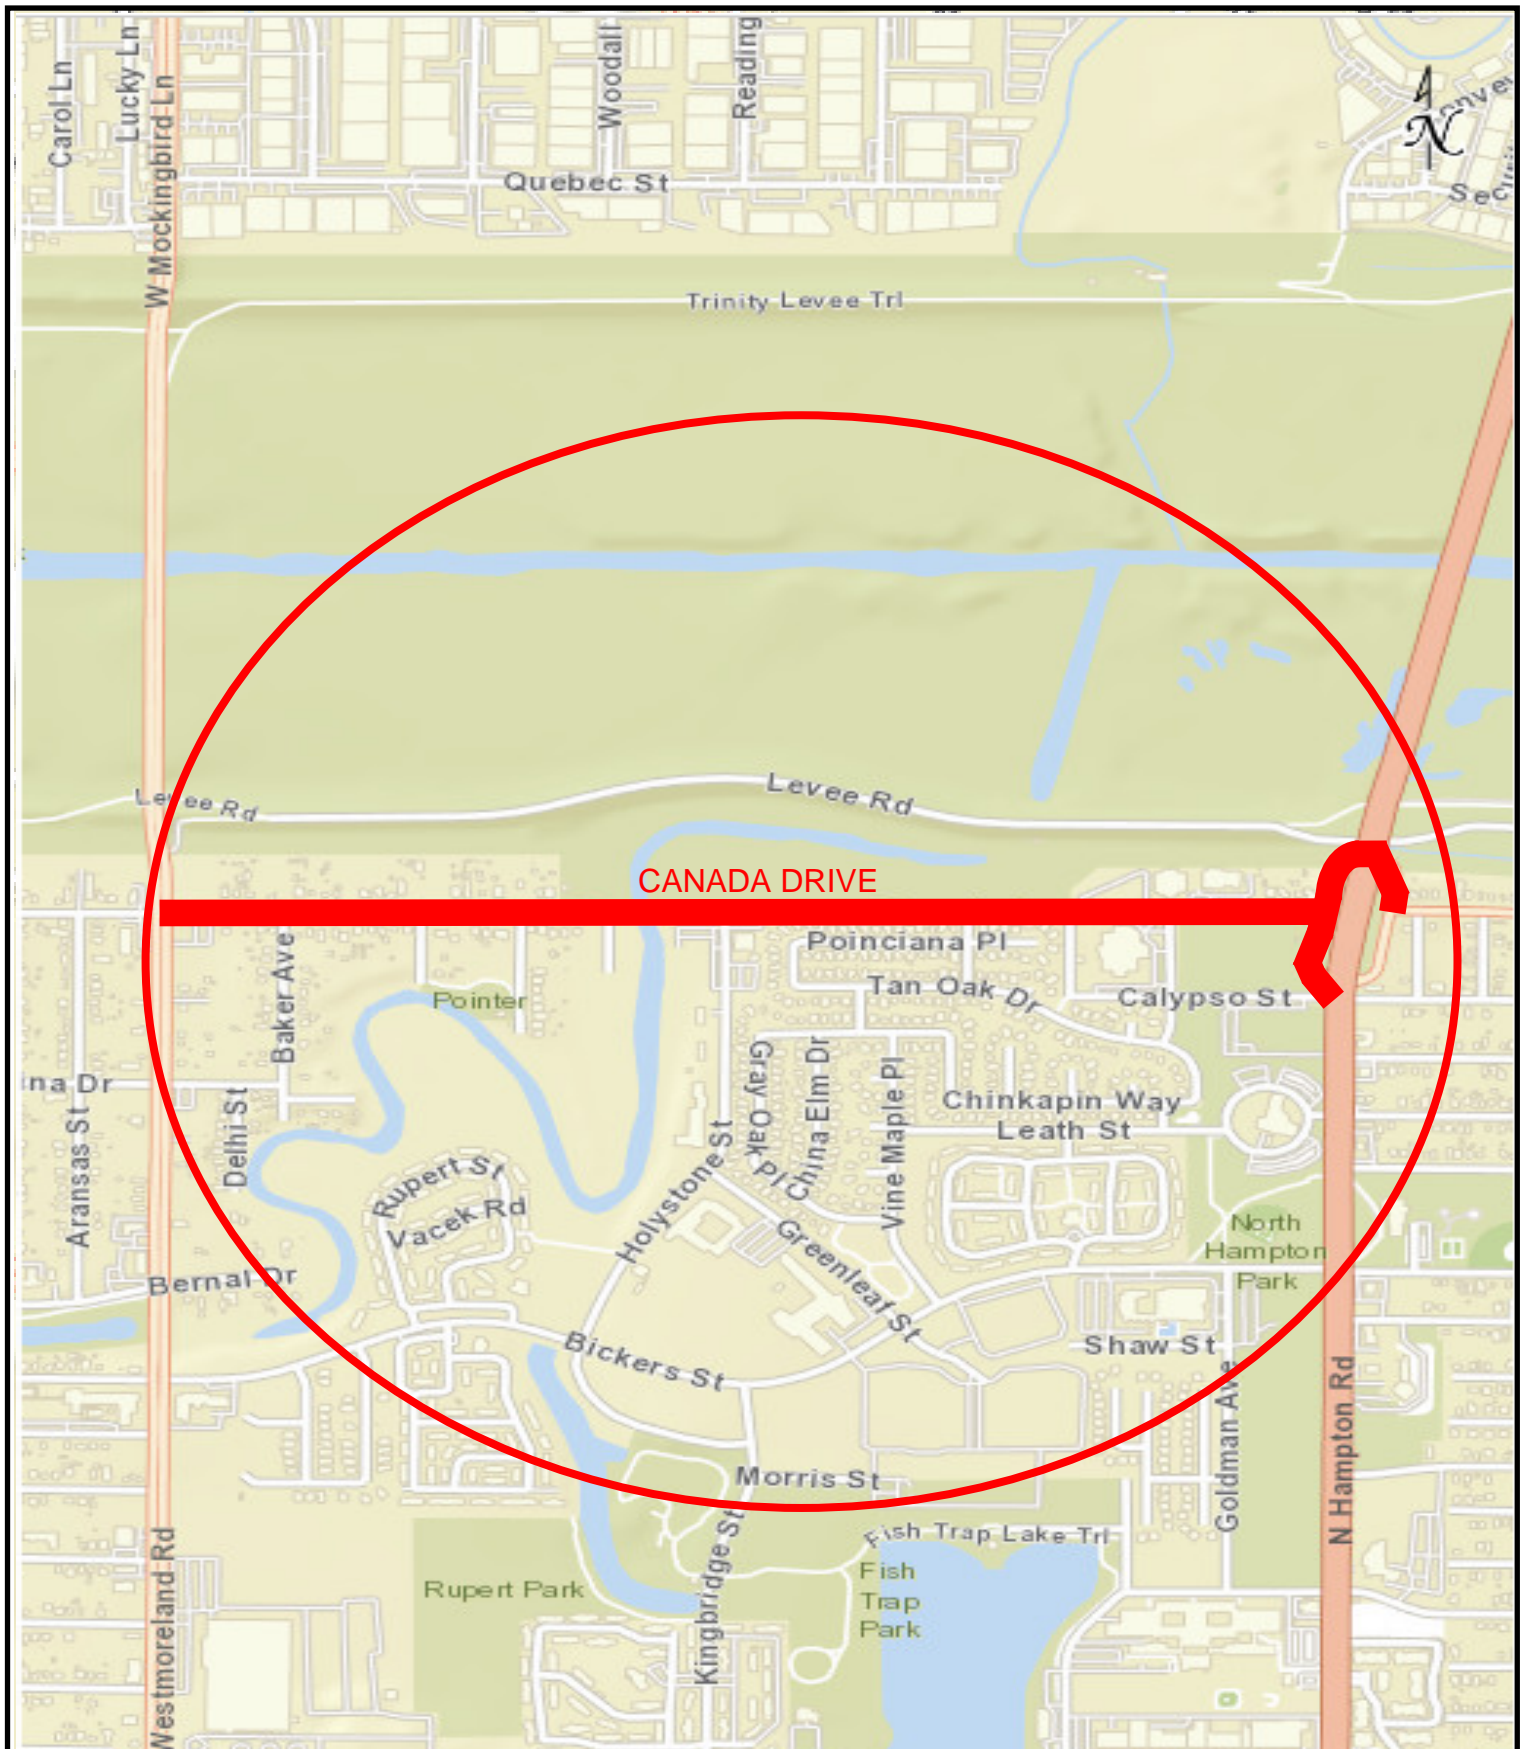 Carol Ln
Lucky Ln
W Mockingbird Ln
Woodall
Reading
Quebec St
N
Trinity Levee Trl
Levee Rd
Levee Rd
CANADA DRIVE
Poinciana Pl
Tan Oak Dr
Calypso St
Baker Ave
Pointer
ina Dr
Aransas St
Delhi St
Gray Oak Pl
China Elm Dr
Vine Maple Pl
Chinkapin Way
Leath St
Rupert St
Vacek Rd
Holystone St
Greenleaf St
North
Hampton
Park
Bernal Dr
Bickers St
Shaw St
Goldman Ave
N Hampton Rd
Morris St
Fish Trap Lake Trl
Kingbridge St
Rupert Park
Fish
Trap
Park
Westmoreland Rd